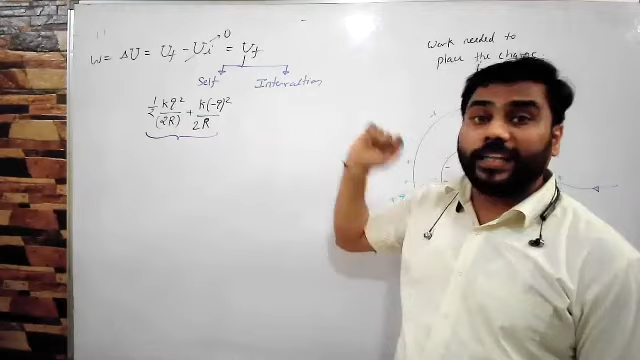 W = ΔU = Uf - Ui → 0 = Uf
Self Interaction
1/2 kq²/(2R) + k(-q)²/2R
Work needed to
place the charge